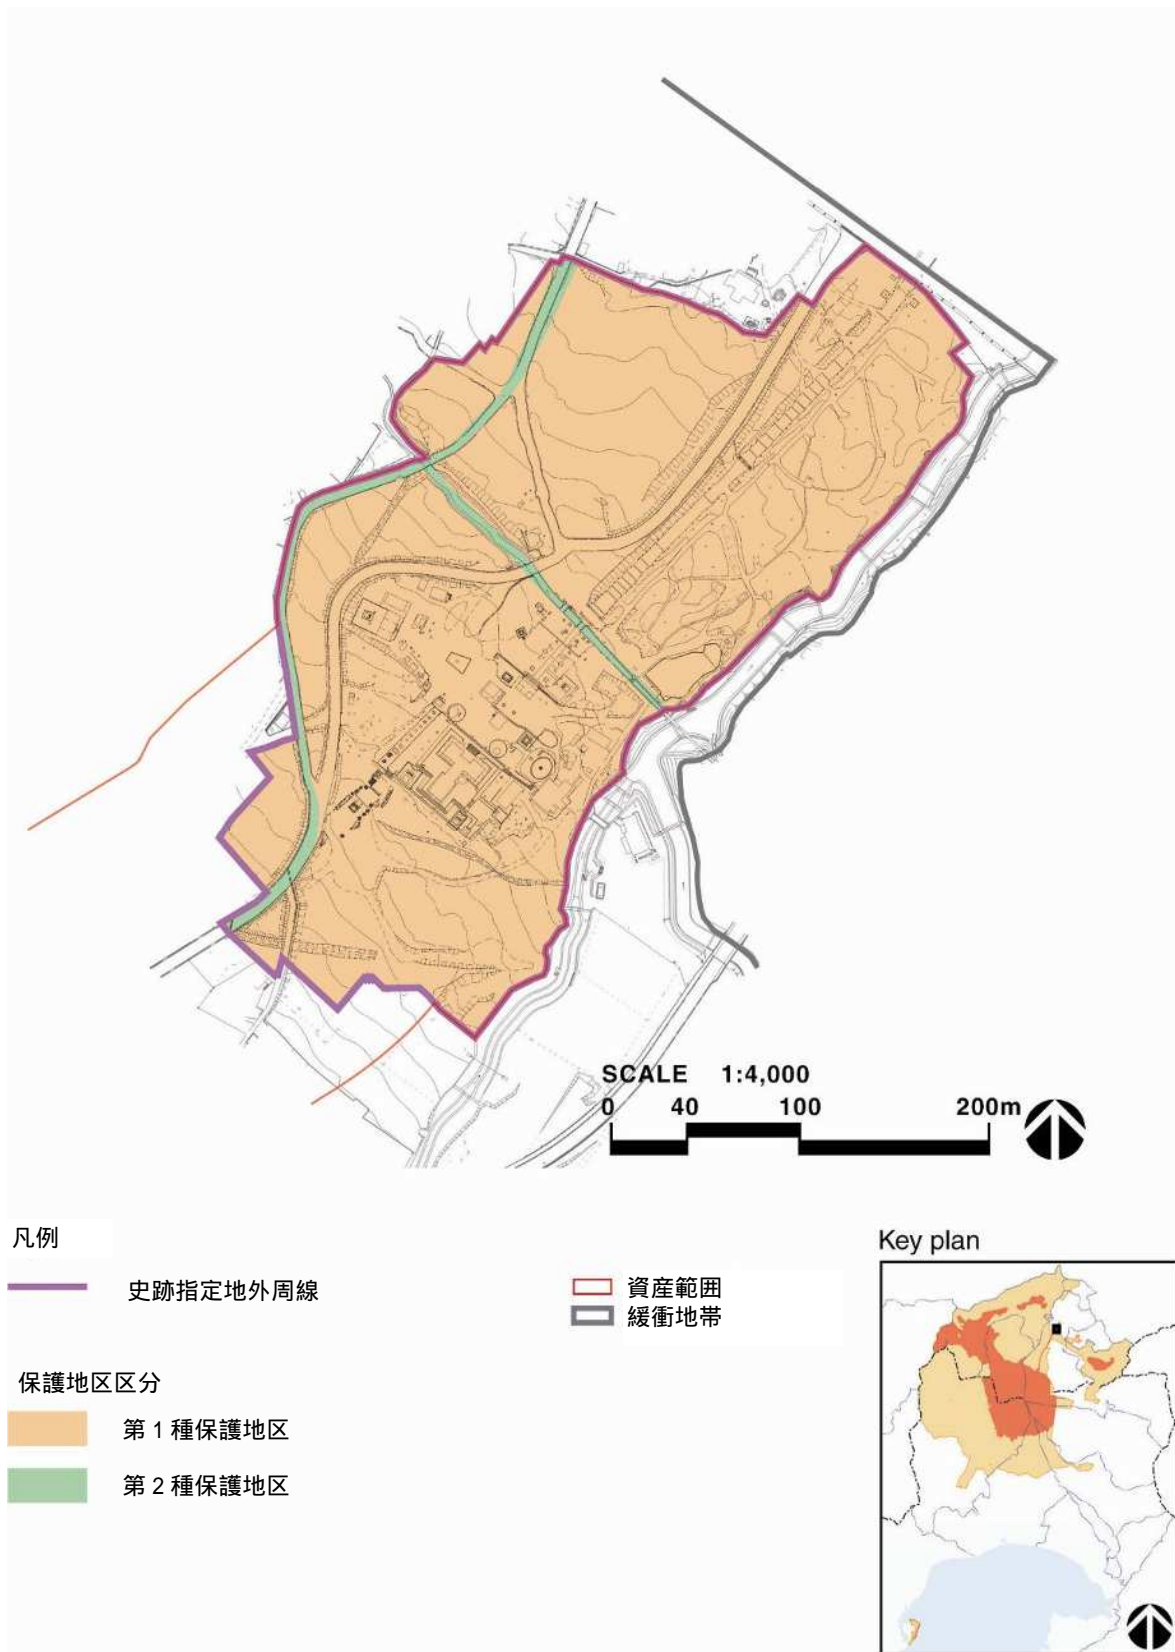 SCALE 1:4,000
0 40 100 200m
凡例
史跡指定地外周線
資産範囲
緩衝地帯
保護地区区分
第1種保護地区
第2種保護地区
Key plan